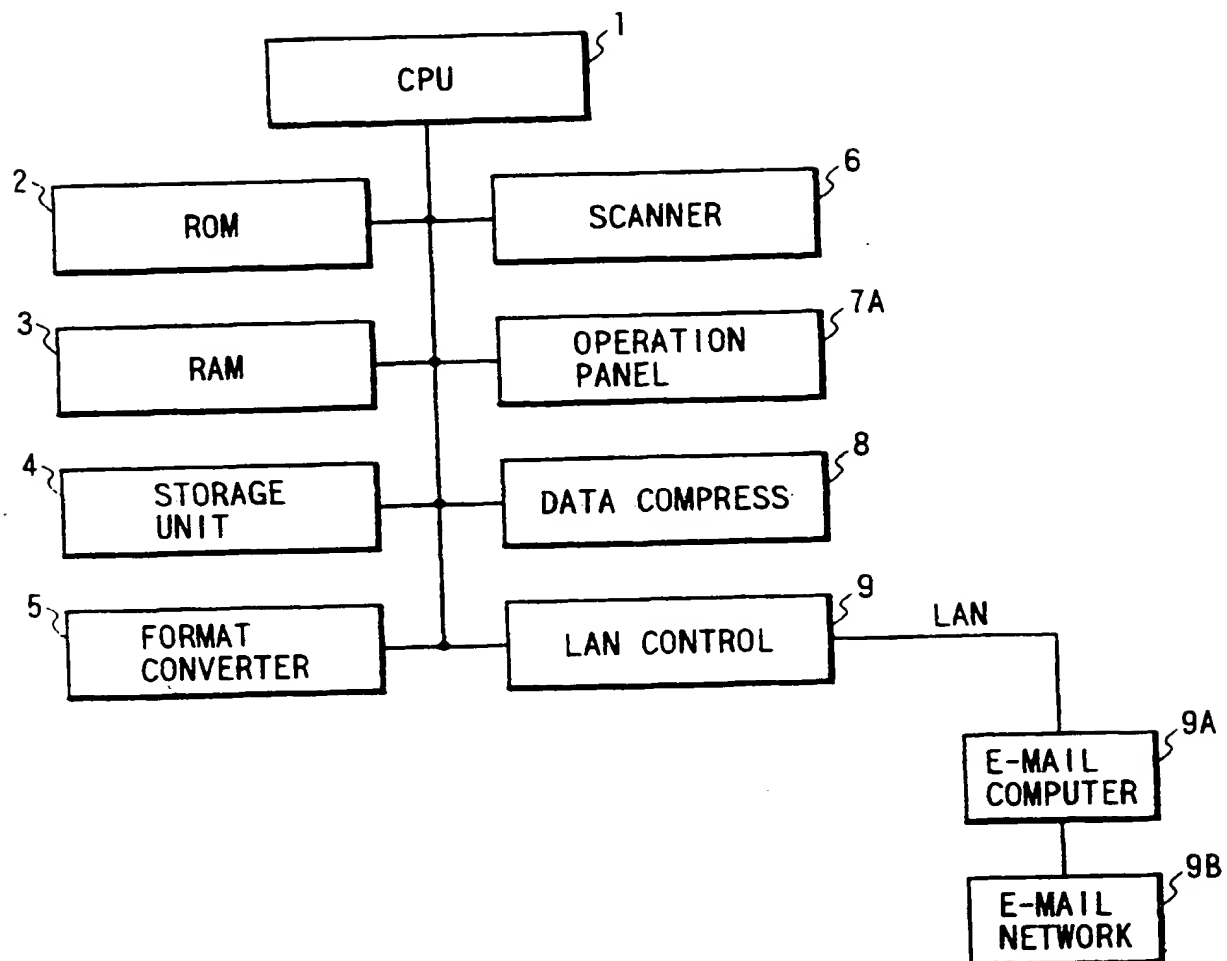 1
CPU
2
ROM
6
SCANNER
3
RAM
7A
OPERATION
PANEL
4
STORAGE
UNIT
8
DATA COMPRESS
5
FORMAT
CONVERTER
9
LAN CONTROL
LAN
9A
E-MAIL
COMPUTER
9B
E-MAIL
NETWORK